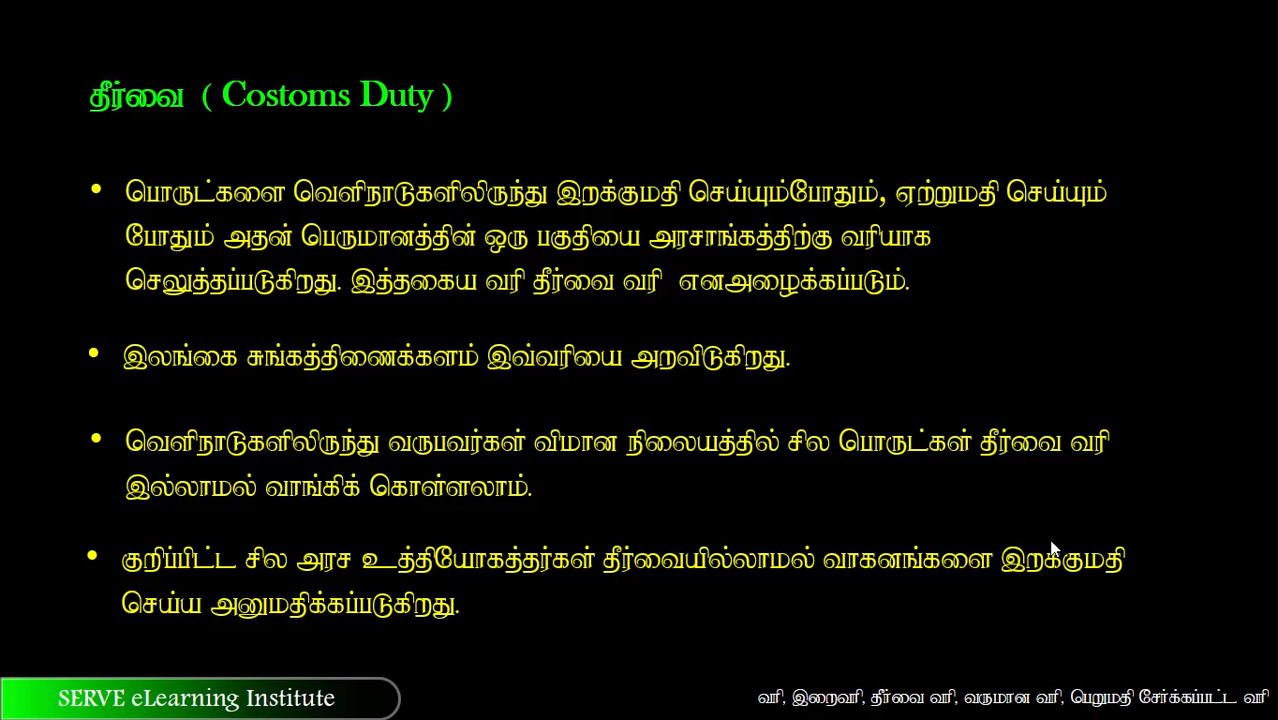 தீர்வை ( Costoms Duty )
• பொருட்களை வெளிநாடுகளிலிருந்து இறக்குமதி செய்யும்போதும், ஏற்றுமதி செய்யும்
போதும் அதன் பெருமானத்தின் ஒரு பகுதியை அரசாங்கத்திற்கு வரியாக
செலுத்தப்படுகிறது. இத்தகைய வரி தீர்வை வரி எனஅழைக்கப்படும்.
• இலங்கை சுங்கத்திணைக்களம் இவ்வரியை அறவிடுகிறது.
• வெளிநாடுகளிலிருந்து வருபவர்கள் விமான நிலையத்தில் சில பொருட்கள் தீர்வை வரி
இல்லாமல் வாங்கிக் கொள்ளலாம்.
• குறிப்பிட்ட சில அரச உத்தியோகத்தர்கள் தீர்வையில்லாமல் வாகனங்களை இறக்குமதி
செய்ய அனுமதிக்கப்படுகிறது.
SERVE eLearning Institute
வரி, இறைவரி, தீர்வை வரி, வருமான வரி, பெறுமதி சேர்க்கப்பட்ட வரி